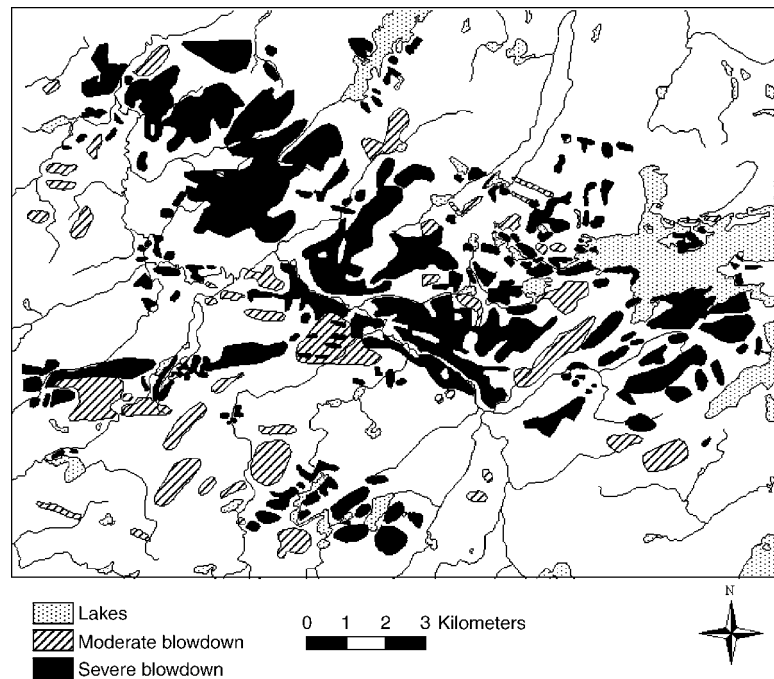 Lakes
Moderate blowdown
Severe blowdown
0 1 2 3 Kilometers
N